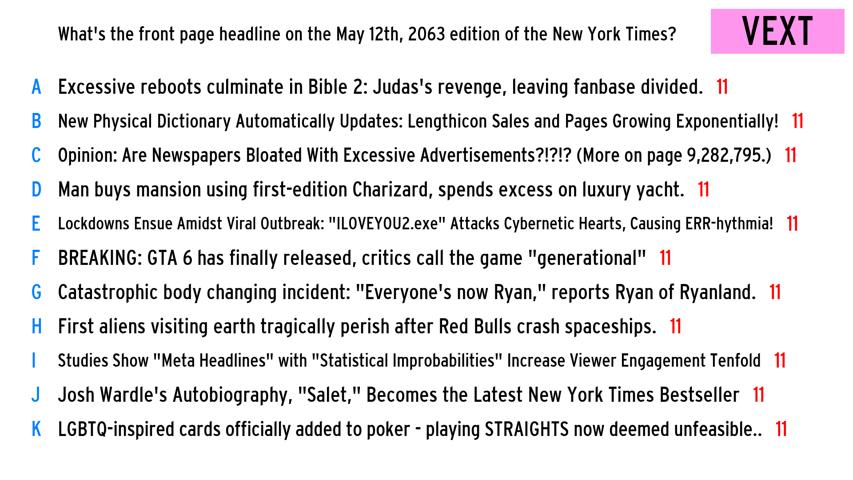 What's the front page headline on the May 12th, 2063 edition of the New York Times?
VEXT
A Excessive reboots culminate in Bible 2: Judas's revenge, leaving fanbase divided. 11
B New Physical Dictionary Automatically Updates: Lengthicon Sales and Pages Growing Exponentially! 11
C Opinion: Are Newspapers Bloated With Excessive Advertisements?!?!? (More on page 9,282,795.) 11
D Man buys mansion using first-edition Charizard, spends excess on luxury yacht. 11
E Lockdowns Ensue Amidst Viral Outbreak: "ILOVEYOU2.exe" Attacks Cybernetic Hearts, Causing ERR-hythmia! 11
F BREAKING: GTA 6 has finally released, critics call the game "generational" 11
G Catastrophic body changing incident: "Everyone's now Ryan," reports Ryan of Ryanland. 11
H First aliens visiting earth tragically perish after Red Bulls crash spaceships. 11
I Studies Show "Meta Headlines" with "Statistical Improbabilities" Increase Viewer Engagement Tenfold 11
J Josh Wardle's Autobiography, "Salet," Becomes the Latest New York Times Bestseller 11
K LGBTQ-inspired cards officially added to poker - playing STRAIGHTS now deemed unfeasible.. 11